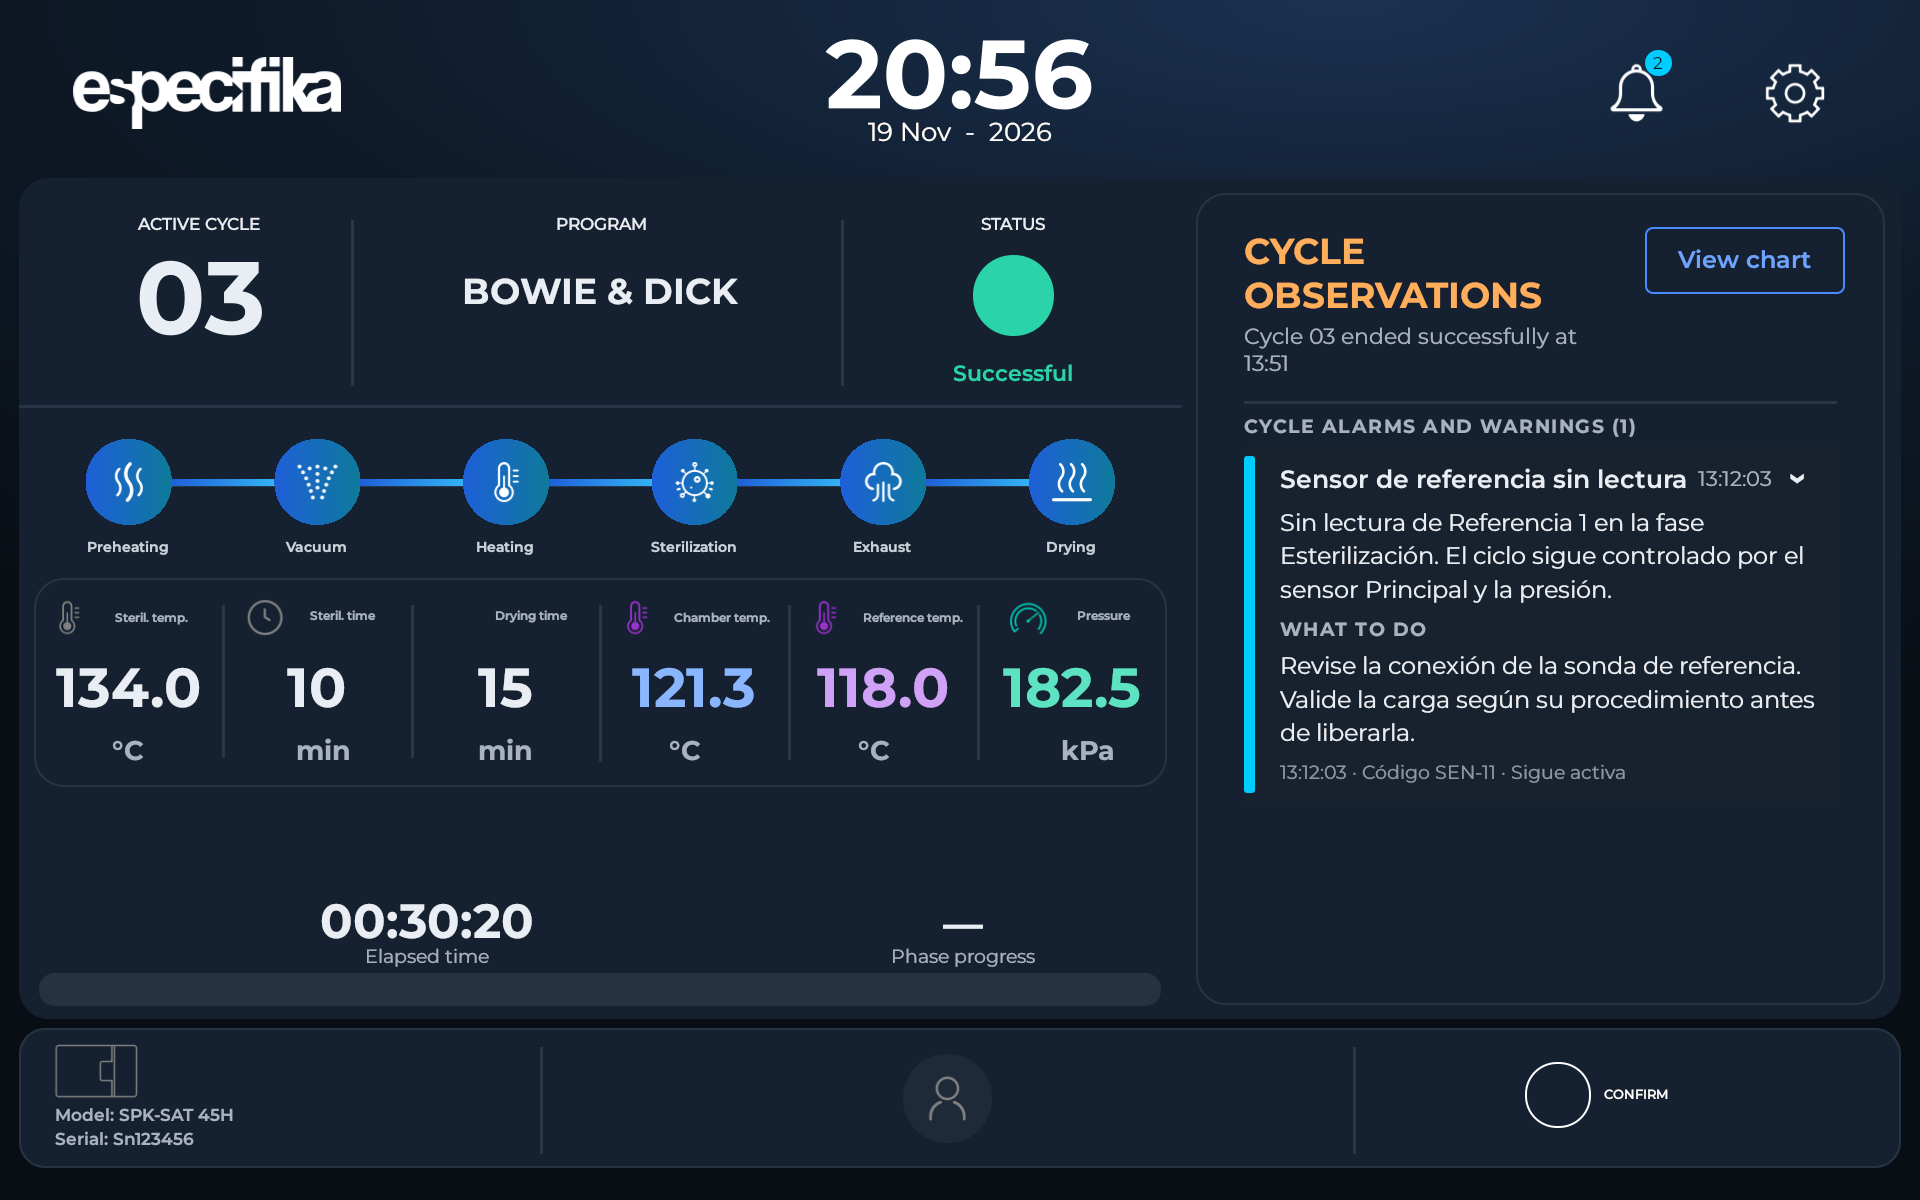 especifika
20:56
19 Nov - 2026
2
ACTIVE CYCLE
03
PROGRAM
BOWIE & DICK
STATUS
Successful
Preheating
Vacuum
Heating
Sterilization
Exhaust
Drying
Steril. temp.
134.0
°C
Steril. time
10
min
Drying time
15
min
Chamber temp.
121.3
°C
Reference temp.
118.0
°C
Pressure
182.5
kPa
00:30:20
Elapsed time
—
Phase progress
CYCLE
OBSERVATIONS
View chart
Cycle 03 ended successfully at
13:51
CYCLE ALARMS AND WARNINGS (1)
Sensor de referencia sin lectura 13:12:03
Sin lectura de Referencia 1 en la fase
Esterilización. El ciclo sigue controlado por el
sensor Principal y la presión.
WHAT TO DO
Revise la conexión de la sonda de referencia.
Valide la carga según su procedimiento antes
de liberarla.
13:12:03 · Código SEN-11 · Sigue activa
Model: SPK-SAT 45H
Serial: Sn123456
CONFIRM